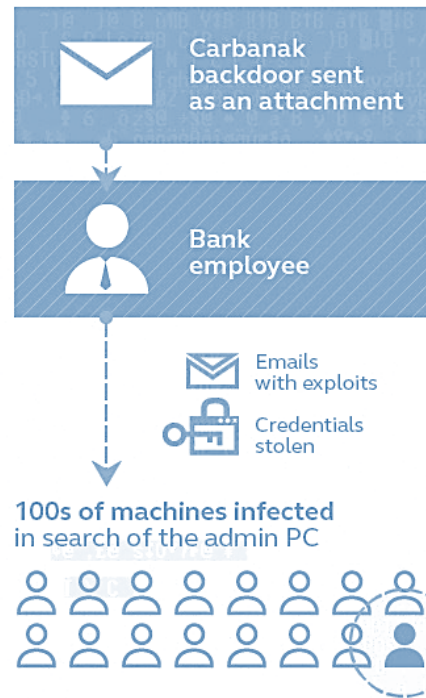 Carbanak
backdoor sent
as an attachment
Bank
employee
Emails
with exploits
Credentials
stolen
100s of machines infected
in search of the admin PC